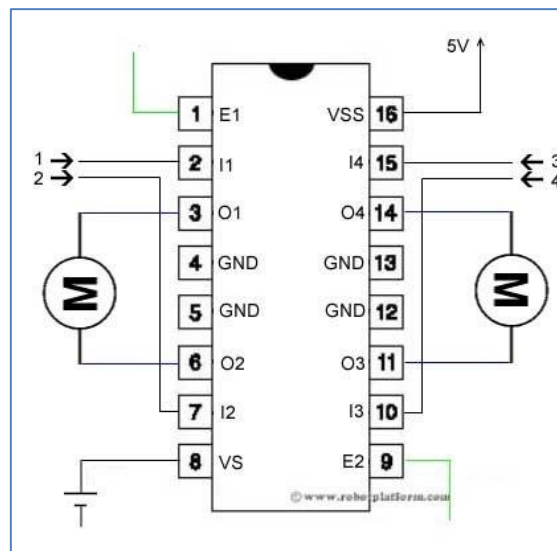 5V
1 E1 VSS 16
1 2 I1 I4 15 3
2 4
3 O1 O4 14
4 GND GND 13
M M
5 GND GND 12
6 O2 O3 11
7 I2 I3 10
8 VS E2 9
© www.robotplatform.com